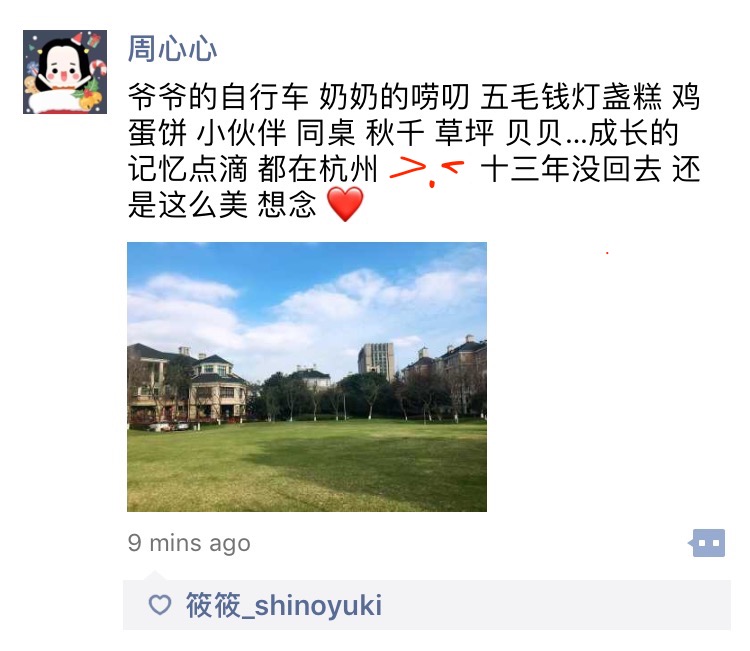 周心心
爷爷的自行车 奶奶的唠叨 五毛钱灯盏糕 鸡
蛋饼 小伙伴 同桌 秋千 草坪 贝贝...成长的
记忆点滴 都在杭州 >.< 十三年没回去 还
是这么美 想念 ❤️
9 mins ago
筱筱_shinoyuki